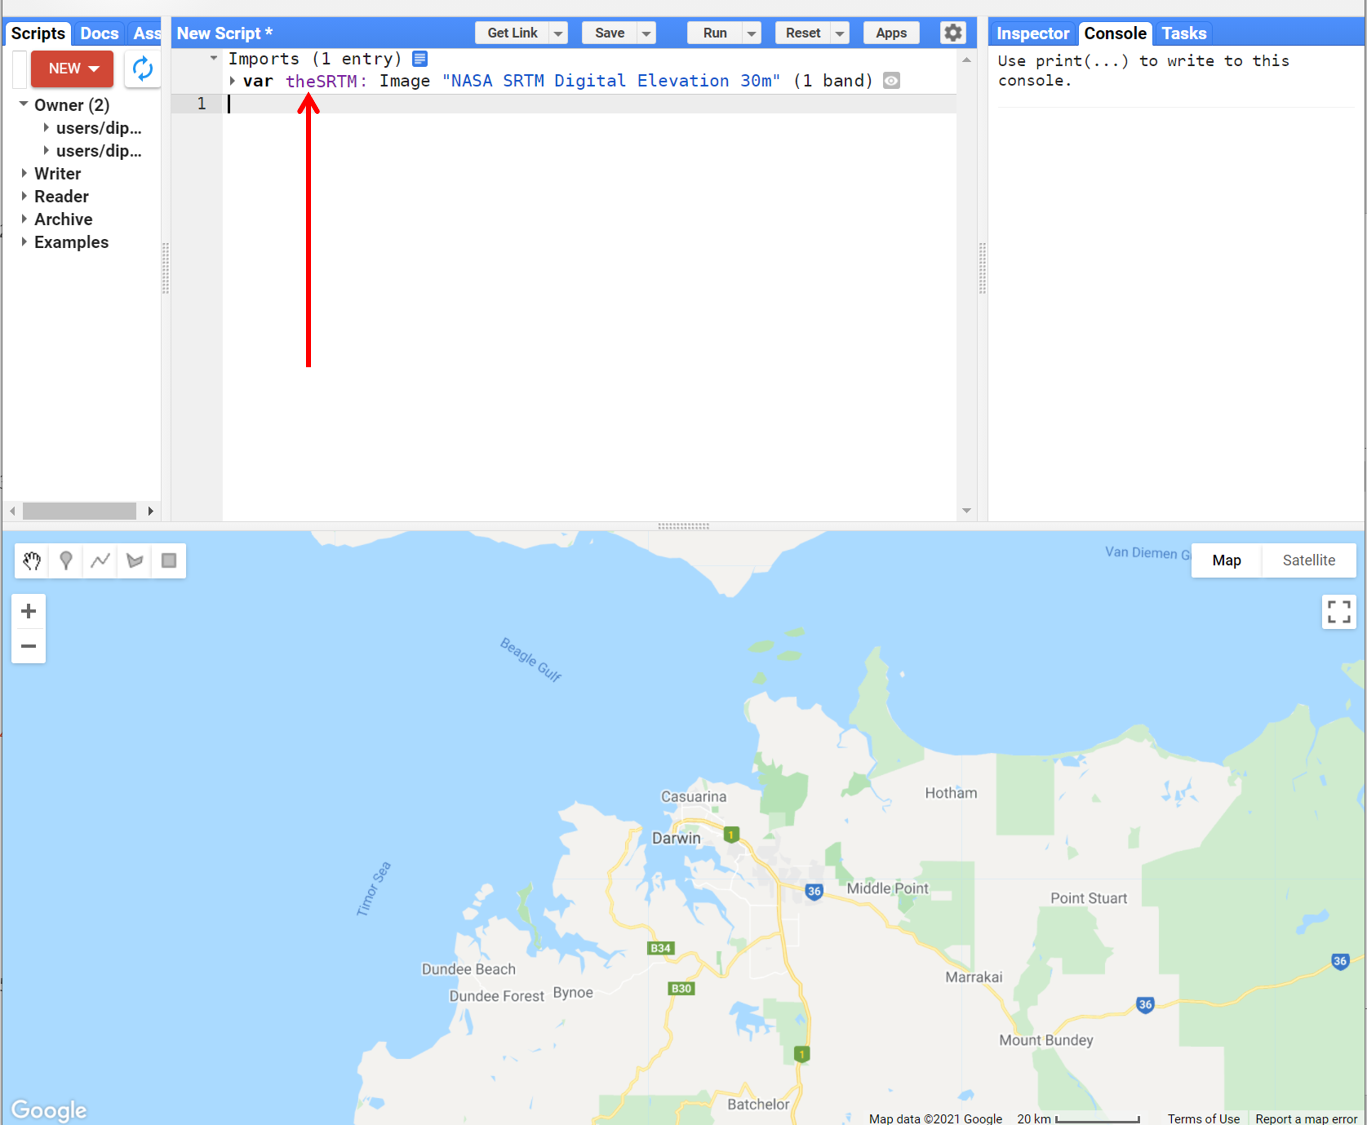 Scripts Docs Ass
New Script *
Get Link Save Run Reset Apps
Inspector Console Tasks
NEW
Owner (2)
users/dip...
users/dip...
Writer
Reader
Archive
Examples
Imports (1 entry)
var theSRTM: Image "NASA SRTM Digital Elevation 30m" (1 band)
1
Use print(...) to write to this
console.
Map Satellite
Van Diemen G
Beagle Gulf
Timor Sea
Casuarina
Hotham
Darwin
1
36
Middle Point
Point Stuart
B34
36
Dundee Beach
Marrakai
B30
Dundee Forest
Bynoe
36
Mount Bundey
1
Batchelor
Google
Map data ©2021 Google 20 km Terms of Use Report a map error